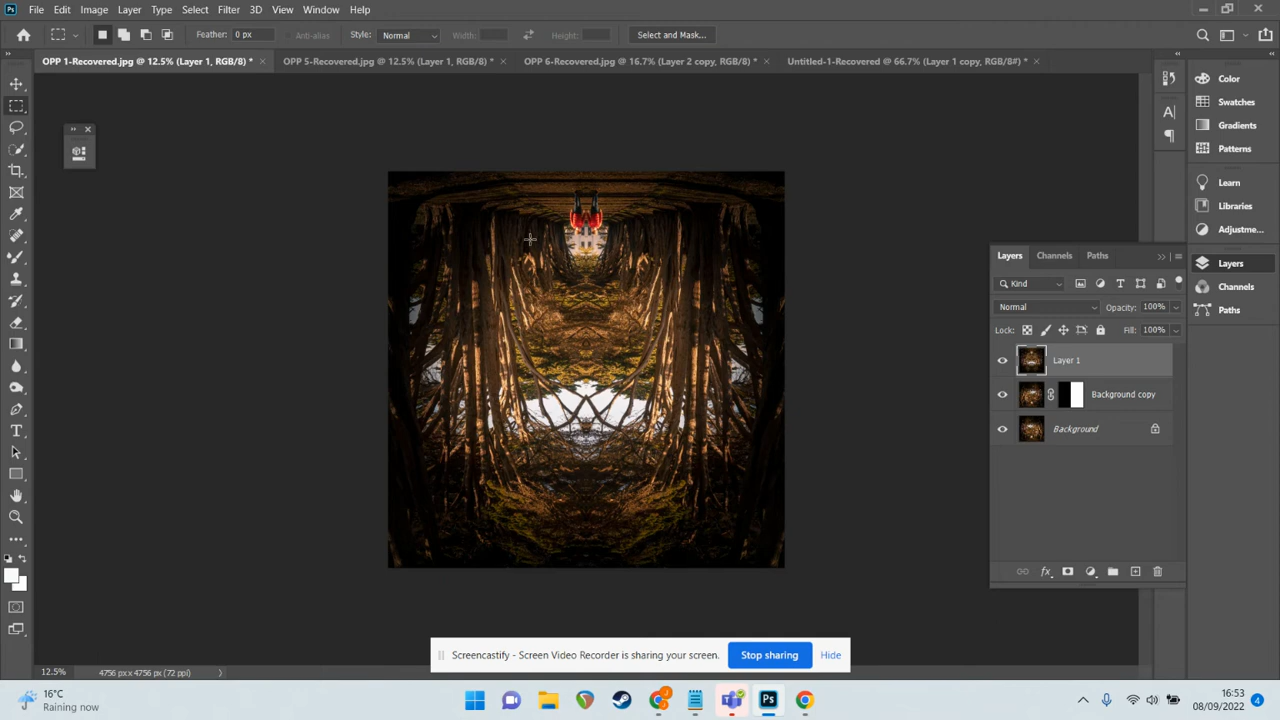 Ps File Edit Image Layer Type Select Filter 3D View Window Help
Feather: 0 px Anti-alias Style: Normal Width: Height: Select and Mask...
OPP 1-Recovered.jpg @ 12.5% (Layer 1, RGB/8) * OPP 5-Recovered.jpg @ 12.5% (Layer 1, RGB/8) * OPP 6-Recovered.jpg @ 16.7% (Layer 2 copy, RGB/8) * Untitled-1-Recovered @ 66.7% (Layer 1 copy, RGB/8#) *
Color
Swatches
Gradients
Patterns
Learn
Libraries
Adjustme...
Layers
Channels
Paths
Layers Channels Paths
Kind
Normal Opacity: 100%
Lock: Fill: 100%
Layer 1
Background copy
Background
fx
Screencastify - Screen Video Recorder is sharing your screen. Stop sharing Hide
12.5% 4756 px x 4756 px (72 ppi)
16°C
Raining now
Ps
16:53
08/09/2022
4